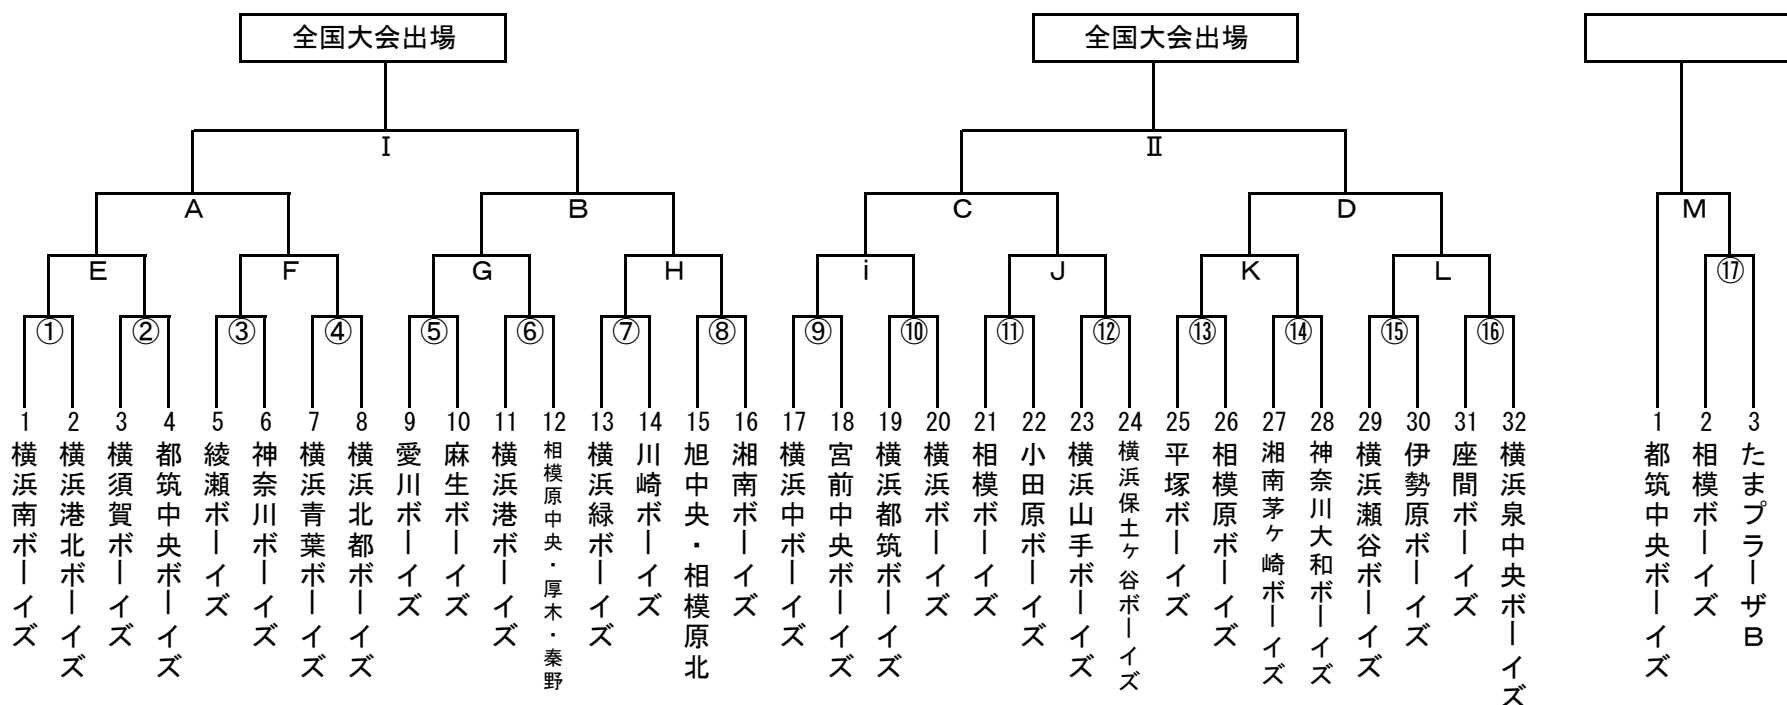 全国大会出場
全国大会出場
Ⅰ
Ⅱ
A
B
C
D
M
E
F
G
H
i
J
K
L
⑰
①
②
③
④
⑤
⑥
⑦
⑧
⑨
⑩
⑪
⑫
⑬
⑭
⑮
⑯
1 横浜南ボーイズ
2 横浜港北ボーイズ
3 横須賀ボーイズ
4 都筑中央ボーイズ
5 綾瀬ボーイズ
6 神奈川ボーイズ
7 横浜青葉ボーイズ
8 横浜北都ボーイズ
9 愛川ボーイズ
10 麻生ボーイズ
11 横浜港ボーイズ
12 相模原中央・厚木・秦野
13 横浜緑ボーイズ
14 川崎ボーイズ
15 旭中央・相模原北
16 湘南ボーイズ
17 横浜中ボーイズ
18 宮前中央ボーイズ
19 横浜都筑ボーイズ
20 横浜ボーイズ
21 相模ボーイズ
22 小田原ボーイズ
23 横浜山手ボーイズ
24 横浜保土ヶ谷ボーイズ
25 平塚ボーイズ
26 相模原ボーイズ
27 湘南茅ケ崎ボーイズ
28 神奈川大和ボーイズ
29 横浜瀬谷ボーイズ
30 伊勢原ボーイズ
31 座間ボーイズ
32 横浜泉中央ボーイズ
1 都筑中央ボーイズ
2 相模ボーイズ
3 たまプラーザB